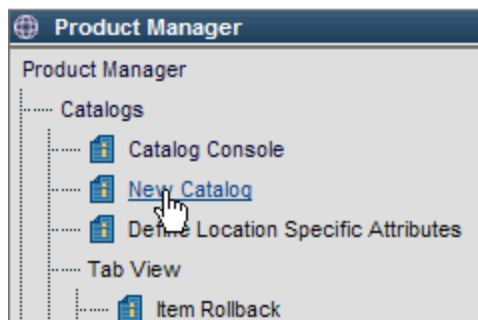 Product Manager
Product Manager
Catalogs
Catalog Console
New Catalog
Define Location Specific Attributes
Tab View
Item Rollback